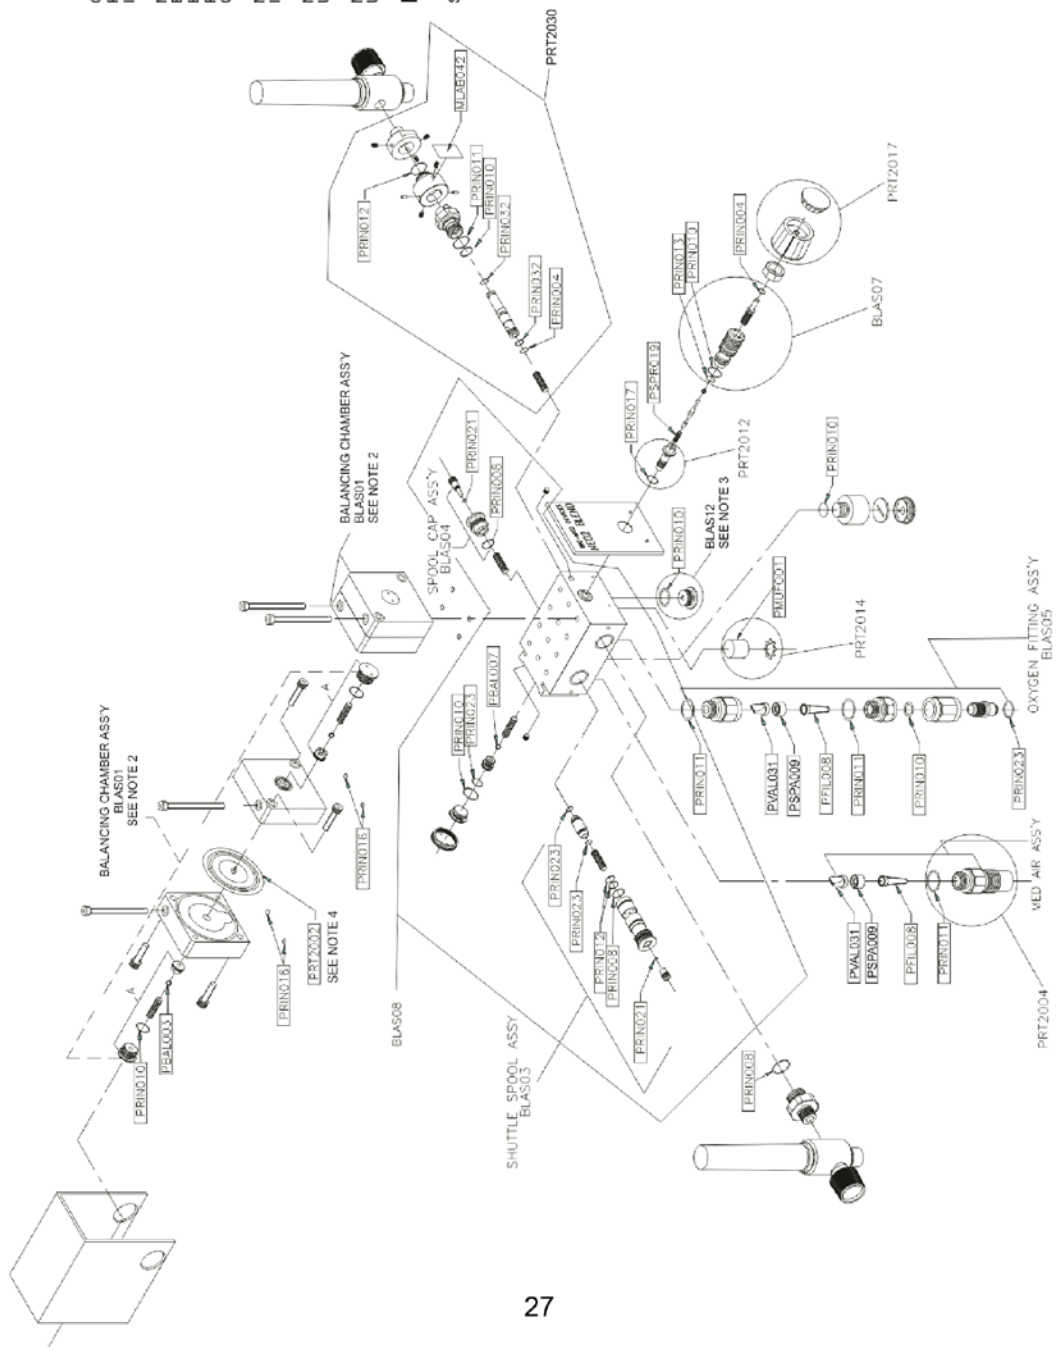 PRT2030
MLAB042
PRIN012
PRIN011
PRIN010
PRIN032
PRIN032
PRIN004
PRT2017
PRIN004
PRIN013
PRIN010
BLAS07
PSPR019
PRIN017
PRT2012
BALANCING CHAMBER ASSY
BLAS01
SEE NOTE 2
SPOOL CAP ASS'Y
BLAS04
PRIN021
PRIN008
PRIN010
BLAS12
SEE NOTE 3
PRIN010
PMUF001
PRT2014
OXYGEN FITTING ASS'Y
BLAS05
PBAL007
PRIN010
PRIN023
PRIN011
PVAL031
PSPA009
PFIL008
PRIN011
PRIN010
PRIN023
BALANCING CHAMBER ASS'Y
BLAS01
SEE NOTE 2
PRIN016
PRT2002
SEE NOTE 4
PRIN016
PBAL003
PRIN010
A
A
BLAS08
PRIN023
PRIN023
PRIN012
PRIN008
PRIN021
SHUTTLE SPOOL ASSY
BLAS03
PRIN008
MED AIR ASS'Y
PVAL031
PSPA009
PFIL008
PRIN011
PRT2004
27